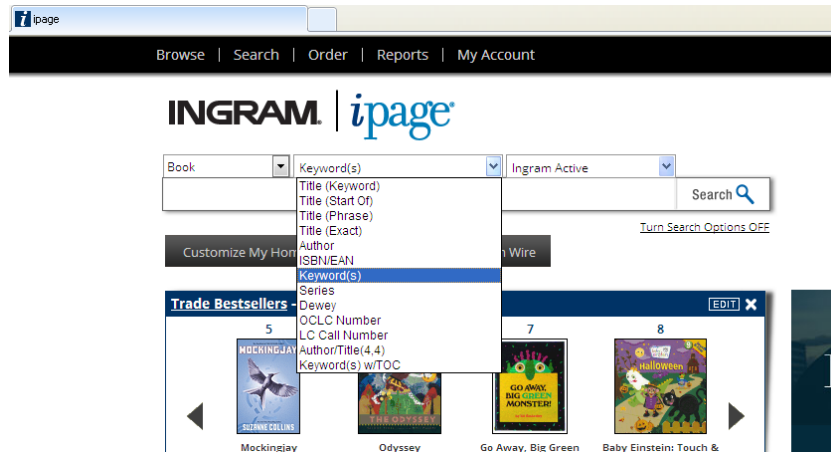 ipage
Browse | Search | Order | Reports | My Account
INGRAM. | ipage®
Book Keyword(s) Ingram Active
Title (Keyword)
Title (Start Of)
Search
Title (Phrase)
Title (Exact)
Turn Search Options OFF
Author
Customize My Hom
Wire
ISBN/EAN
Keyword(s)
Series
Trade Bestsellers -
EDIT
Dewey
OCLC Number
5 7 8
LC Call Number
Author/Title(4,4)
Keyword(s) w/TOC
MOCKINGJAY
SUZANNE COLLINS
THE ODYSSEY
GO AWAY,
BIG GREEN
MONSTER!
Halloween
Mockingjay Odyssey Go Away, Big Green Baby Einstein: Touch &